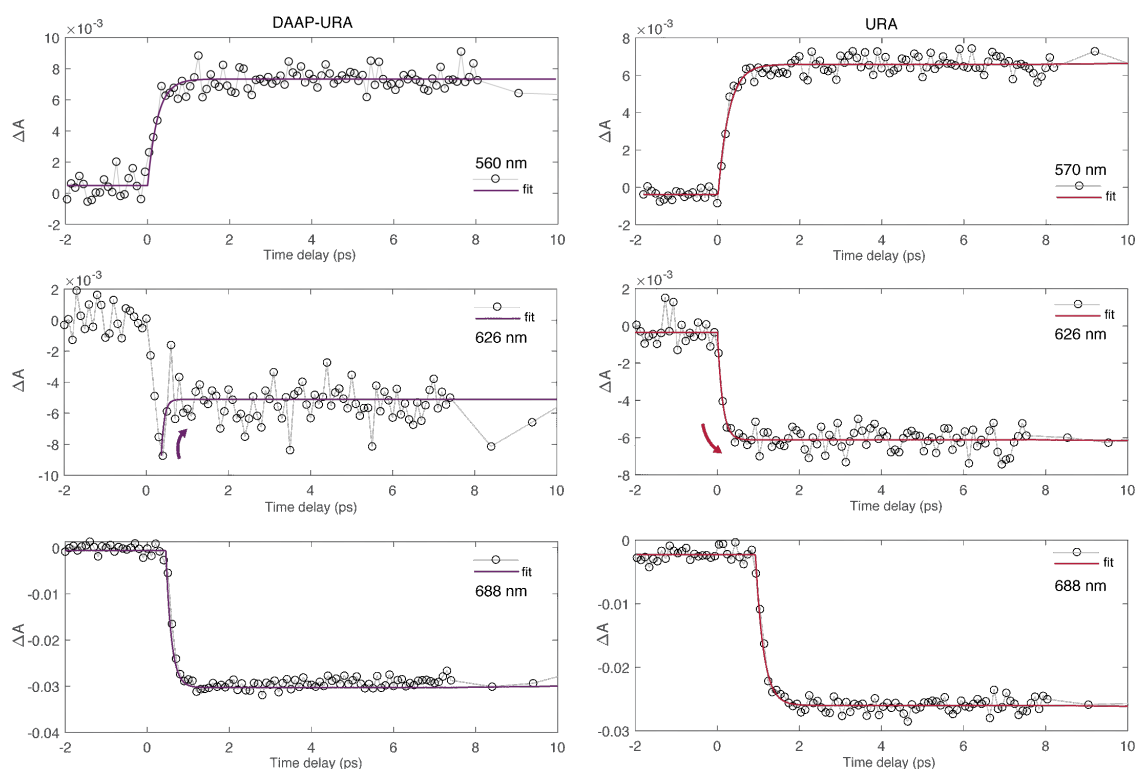 DAAP-URA
URA
×10⁻³
10
8
6
4
2
0
-2
ΔA
560 nm
fit
-2 0 2 4 6 8 10
Time delay (ps)
×10⁻³
8
6
4
2
0
-2
ΔA
570 nm
fit
-2 0 2 4 6 8 10
Time delay (ps)
×10⁻³
2
0
-2
-4
-6
-8
-10
ΔA
fit
626 nm
-2 0 2 4 6 8 10
Time delay (ps)
×10⁻³
2
0
-2
-4
-6
-8
ΔA
fit
626 nm
-2 0 2 4 6 8 10
Time delay (ps)
0
-0.01
-0.02
-0.03
-0.04
ΔA
fit
688 nm
-2 0 2 4 6 8 10
Time delay (ps)
0
-0.01
-0.02
-0.03
ΔA
fit
688 nm
-2 0 2 4 6 8 10
Time delay (ps)